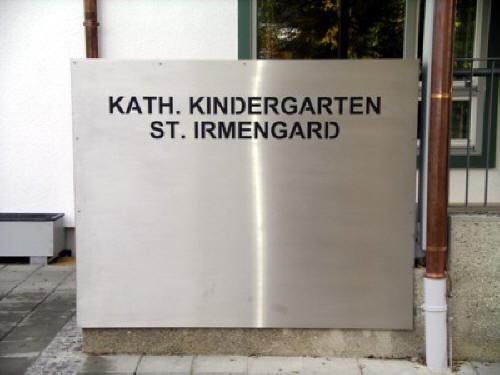 KATH. KINDERGARTEN
ST. IRMENGARD